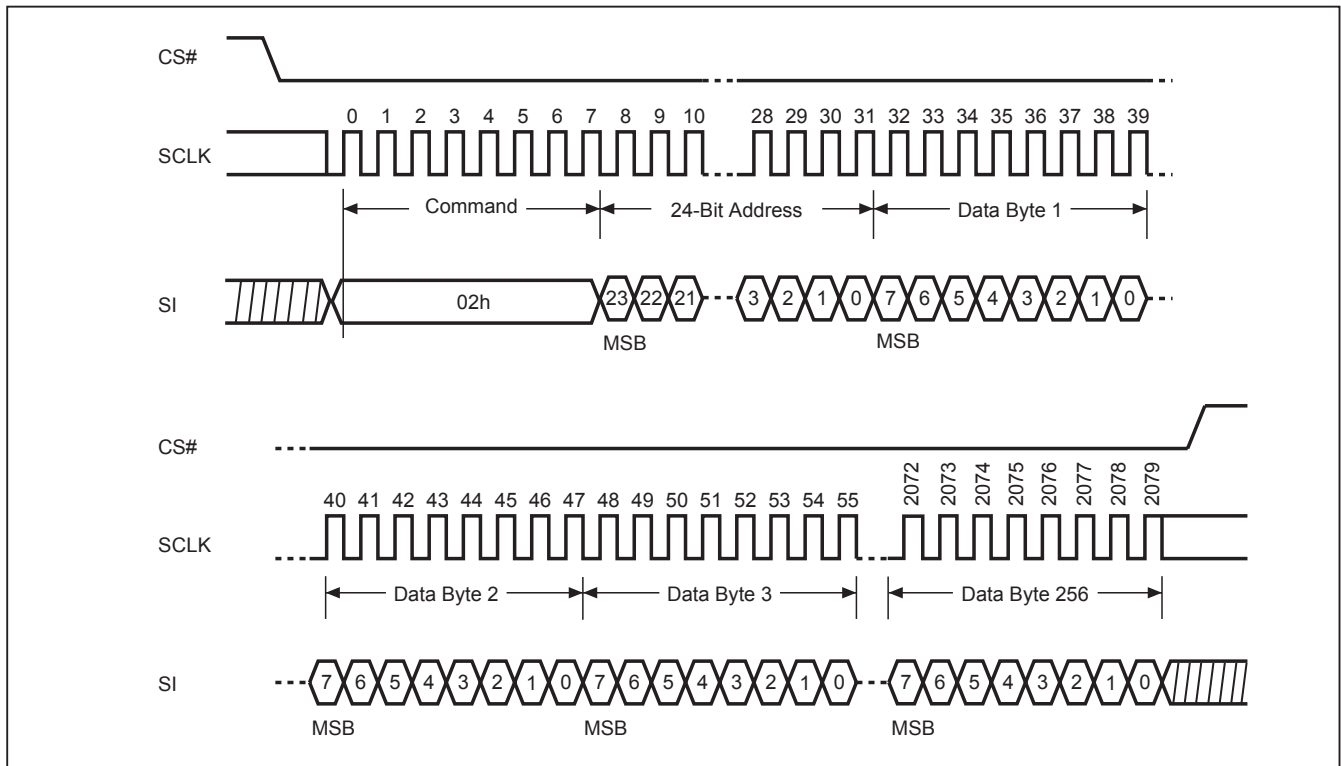 CS#
0 1 2 3 4 5 6 7 8 9 10 28 29 30 31 32 33 34 35 36 37 38 39
SCLK
Command 24-Bit Address Data Byte 1
SI 02h 23 22 21 3 2 1 0 7 6 5 4 3 2 1 0
MSB MSB
CS#
40 41 42 43 44 45 46 47 48 49 50 51 52 53 54 55 2072 2073 2074 2075 2076 2077 2078 2079
SCLK
Data Byte 2 Data Byte 3 Data Byte 256
SI 7 6 5 4 3 2 1 0 7 6 5 4 3 2 1 0 7 6 5 4 3 2 1 0
MSB MSB MSB